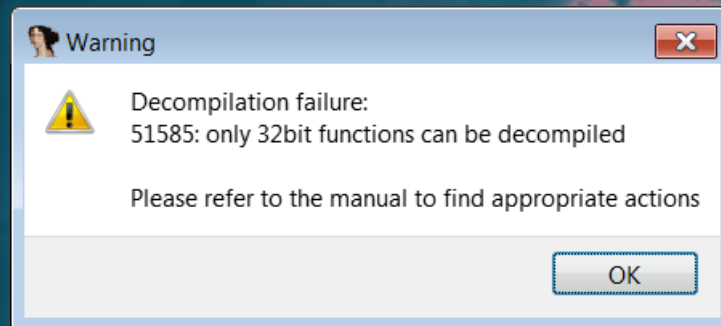 Warning
Decompilation failure:
51585: only 32bit functions can be decompiled
Please refer to the manual to find appropriate actions
OK